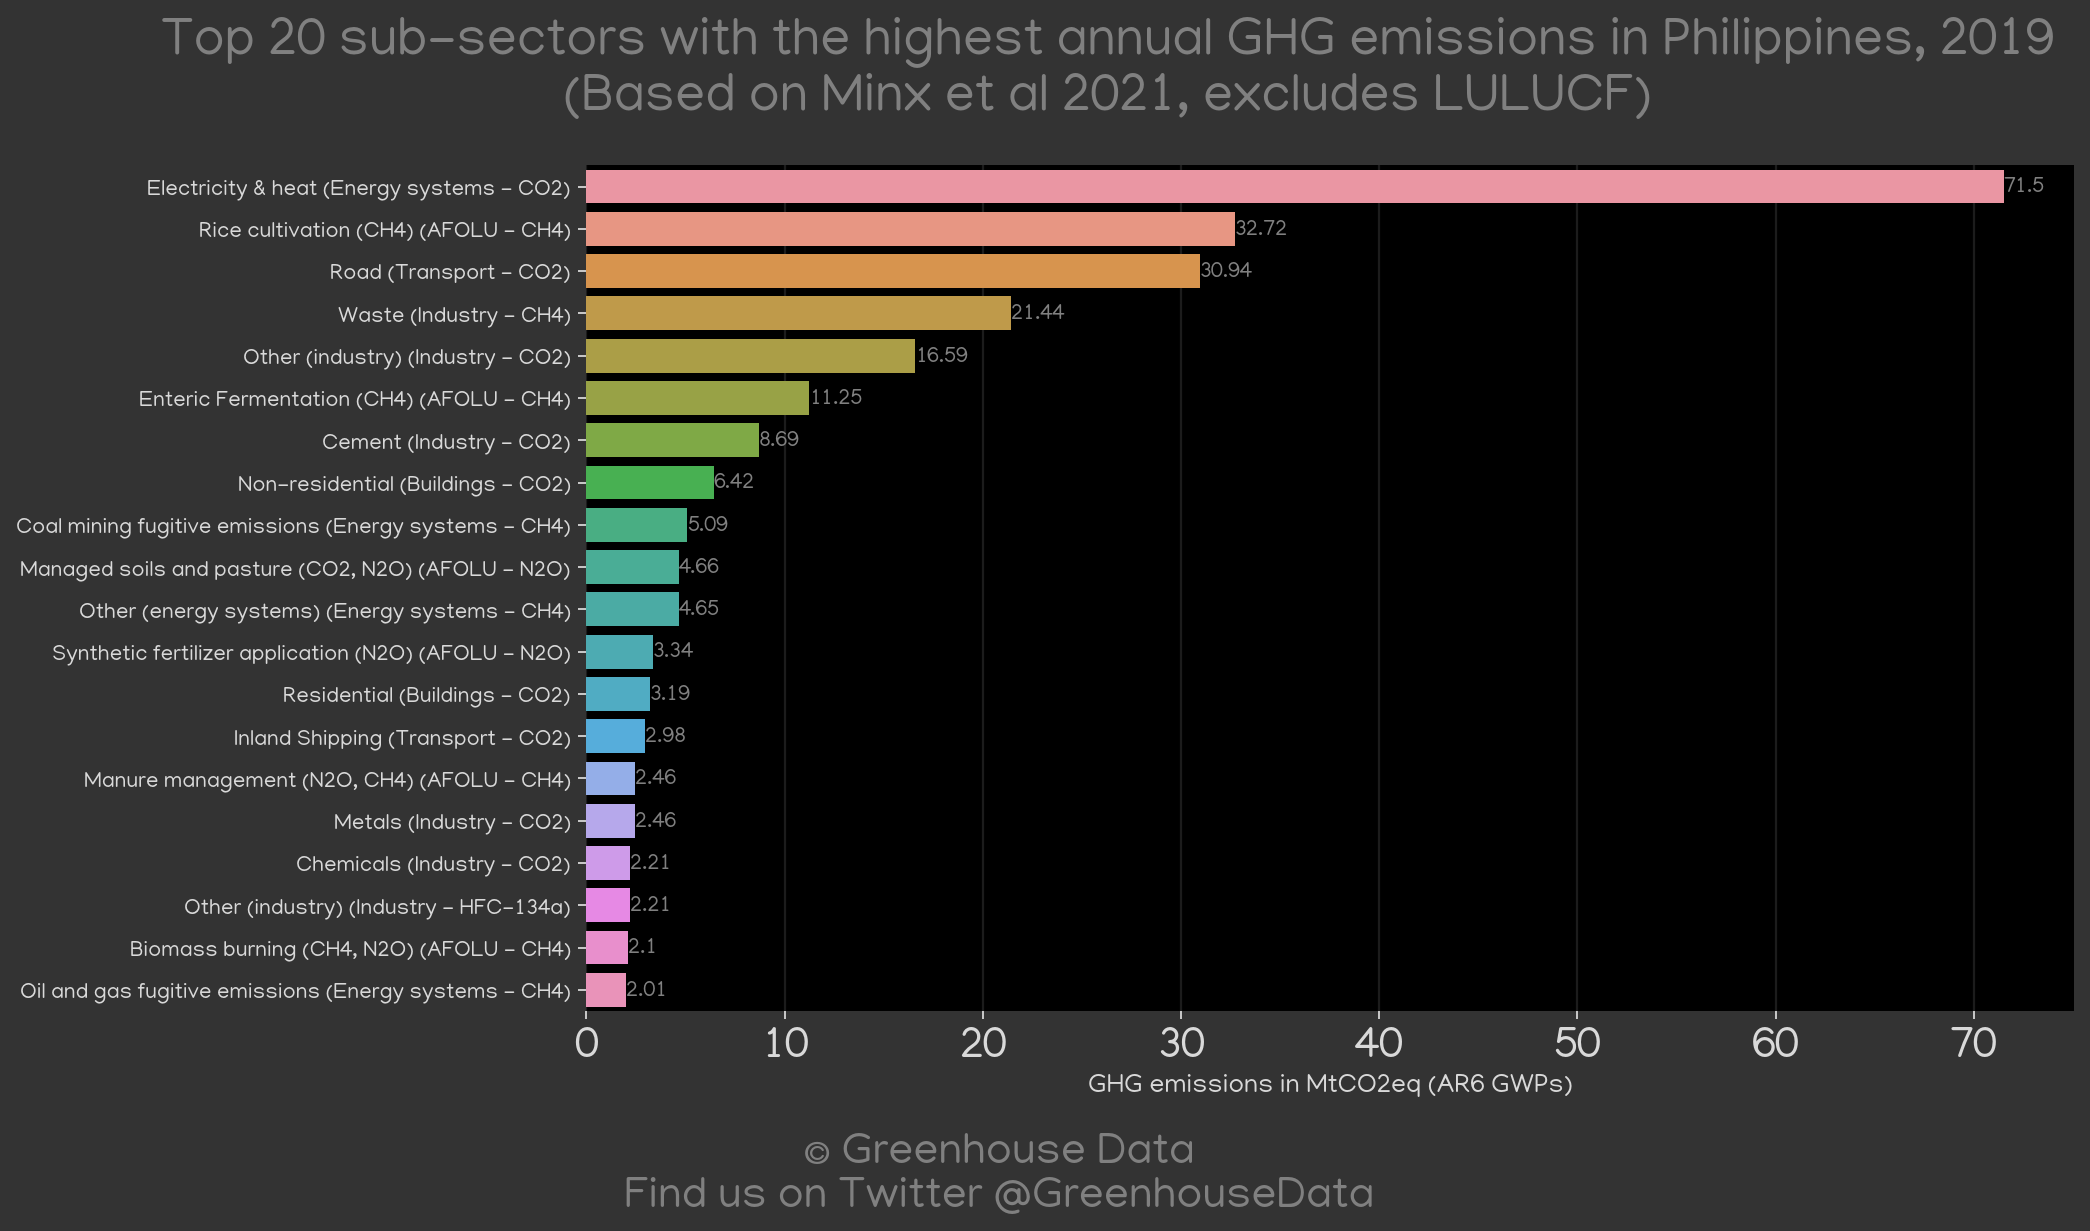 Top 20 sub-sectors with the highest annual GHG emissions in Philippines, 2019
(Based on Minx et al 2021, excludes LULUCF)
Electricity & heat (Energy systems - CO2) 71.5
Rice cultivation (CH4) (AFOLU - CH4) 32.72
Road (Transport - CO2) 30.94
Waste (Industry - CH4) 21.44
Other (industry) (Industry - CO2) 16.59
Enteric Fermentation (CH4) (AFOLU - CH4) 11.25
Cement (Industry - CO2) 8.69
Non-residential (Buildings - CO2) 6.42
Coal mining fugitive emissions (Energy systems - CH4) 5.09
Managed soils and pasture (CO2, N2O) (AFOLU - N2O) 4.66
Other (energy systems) (Energy systems - CH4) 4.65
Synthetic fertilizer application (N2O) (AFOLU - N2O) 3.34
Residential (Buildings - CO2) 3.19
Inland Shipping (Transport - CO2) 2.98
Manure management (N2O, CH4) (AFOLU - CH4) 2.46
Metals (Industry - CO2) 2.46
Chemicals (Industry - CO2) 2.21
Other (industry) (Industry - HFC-134a) 2.21
Biomass burning (CH4, N2O) (AFOLU - CH4) 2.1
Oil and gas fugitive emissions (Energy systems - CH4) 2.01
0 10 20 30 40 50 60 70
GHG emissions in MtCO2eq (AR6 GWPs)
© Greenhouse Data
Find us on Twitter @GreenhouseData